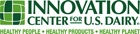 INNOVATION
CENTER FOR U.S. DAIRY
HEALTHY PEOPLE • HEALTHY PRODUCTS • HEALTHY PLANET